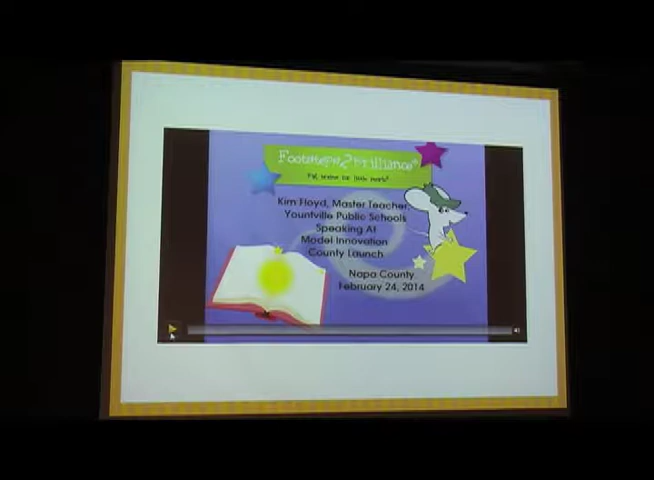 Footsteps2Brilliance®
Kim Floyd, Master Teacher,
Yountville Public Schools
Speaking At
Model Innovation
County Launch
Napa County
February 24, 2014